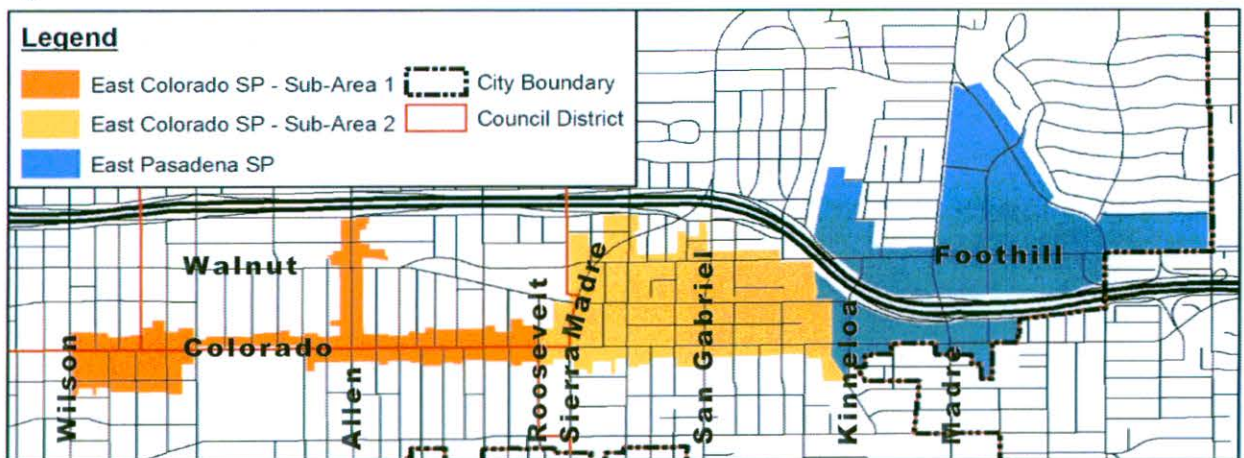 Legend
East Colorado SP - Sub-Area 1
East Colorado SP - Sub-Area 2
East Pasadena SP
City Boundary
Council District
Walnut
Foothill
Colorado
Wilson
Allen
Roosevelt
Sierra Madre
San Gabriel
Kinneloa
Madre